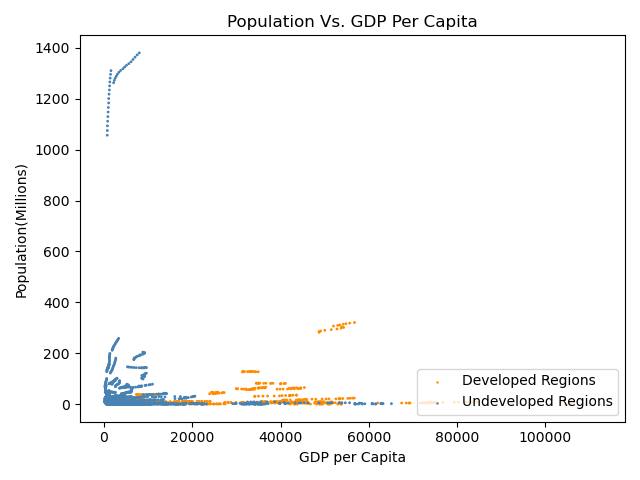 Population Vs. GDP Per Capita
1400
1200
1000
800
600
400
200
0
Population(Millions)
Developed Regions
Undeveloped Regions
0 20000 40000 60000 80000 100000
GDP per Capita